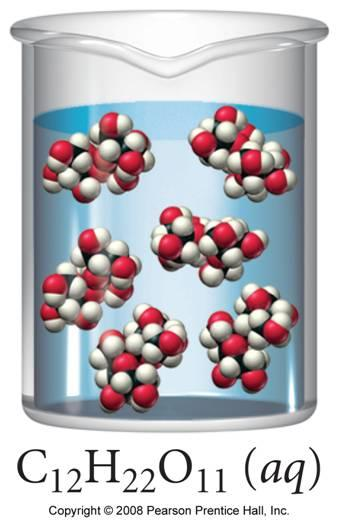 C₁₂H₂₂O₁₁ (aq)
Copyright © 2008 Pearson Prentice Hall, Inc.